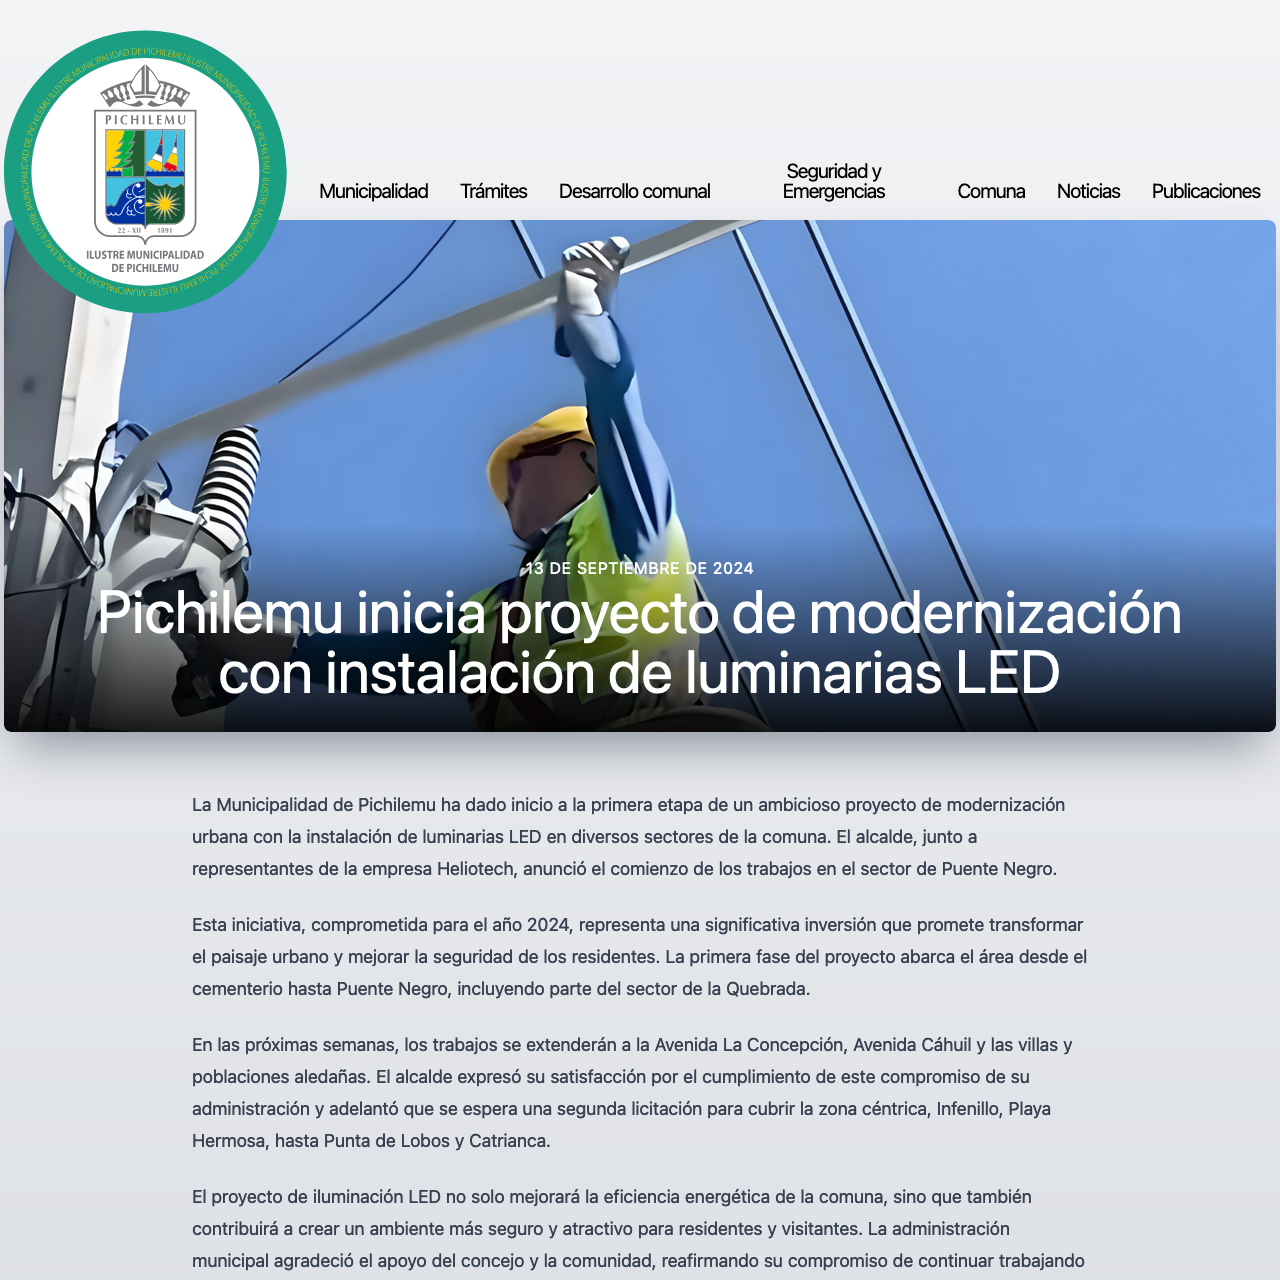 ILUSTRE MUNICIPALIDAD DE PICHILEMU ILUSTRE MUNICIPALIDAD DE PICHILEMU ILUSTRE MUNICIPALIDAD DE PICHILEMU ILUSTRE MUNICIPALIDAD DE PICHILEMU
PICHILEMU
22 - XII 1891
ILUSTRE MUNICIPALIDAD
DE PICHILEMU
Municipalidad
Trámites
Desarrollo comunal
Seguridad y
Emergencias
Comuna
Noticias
Publicaciones
13 DE SEPTIEMBRE DE 2024
Pichilemu inicia proyecto de modernización
con instalación de luminarias LED
La Municipalidad de Pichilemu ha dado inicio a la primera etapa de un ambicioso proyecto de modernización
urbana con la instalación de luminarias LED en diversos sectores de la comuna. El alcalde, junto a
representantes de la empresa Heliotech, anunció el comienzo de los trabajos en el sector de Puente Negro.
Esta iniciativa, comprometida para el año 2024, representa una significativa inversión que promete transformar
el paisaje urbano y mejorar la seguridad de los residentes. La primera fase del proyecto abarca el área desde el
cementerio hasta Puente Negro, incluyendo parte del sector de la Quebrada.
En las próximas semanas, los trabajos se extenderán a la Avenida La Concepción, Avenida Cáhuil y las villas y
poblaciones aledañas. El alcalde expresó su satisfacción por el cumplimiento de este compromiso de su
administración y adelantó que se espera una segunda licitación para cubrir la zona céntrica, Infenillo, Playa
Hermosa, hasta Punta de Lobos y Catrianca.
El proyecto de iluminación LED no solo mejorará la eficiencia energética de la comuna, sino que también
contribuirá a crear un ambiente más seguro y atractivo para residentes y visitantes. La administración
municipal agradeció el apoyo del concejo y la comunidad, reafirmando su compromiso de continuar trabajando